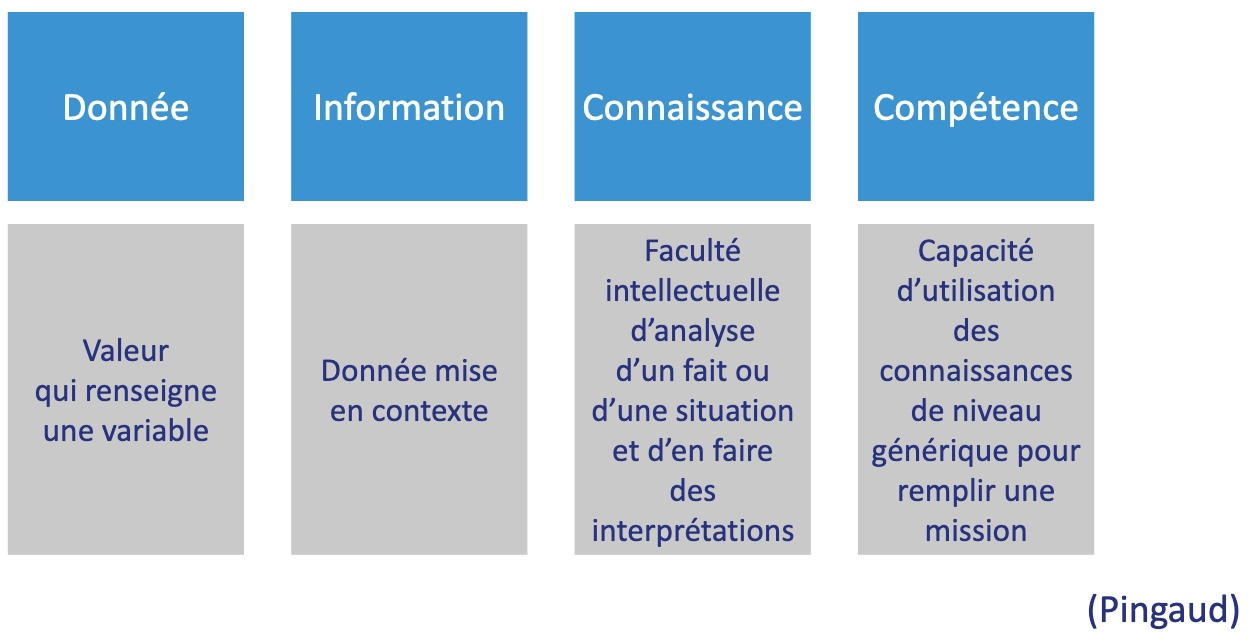 Donnée
Information
Connaissance
Compétence
Valeur
qui renseigne
une variable
Donnée mise
en contexte
Faculté
intellectuelle
d’analyse
d’un fait ou
d’une situation
et d’en faire
des
interprétations
Capacité
d’utilisation
des
connaissances
de niveau
générique pour
remplir une
mission
(Pingaud)